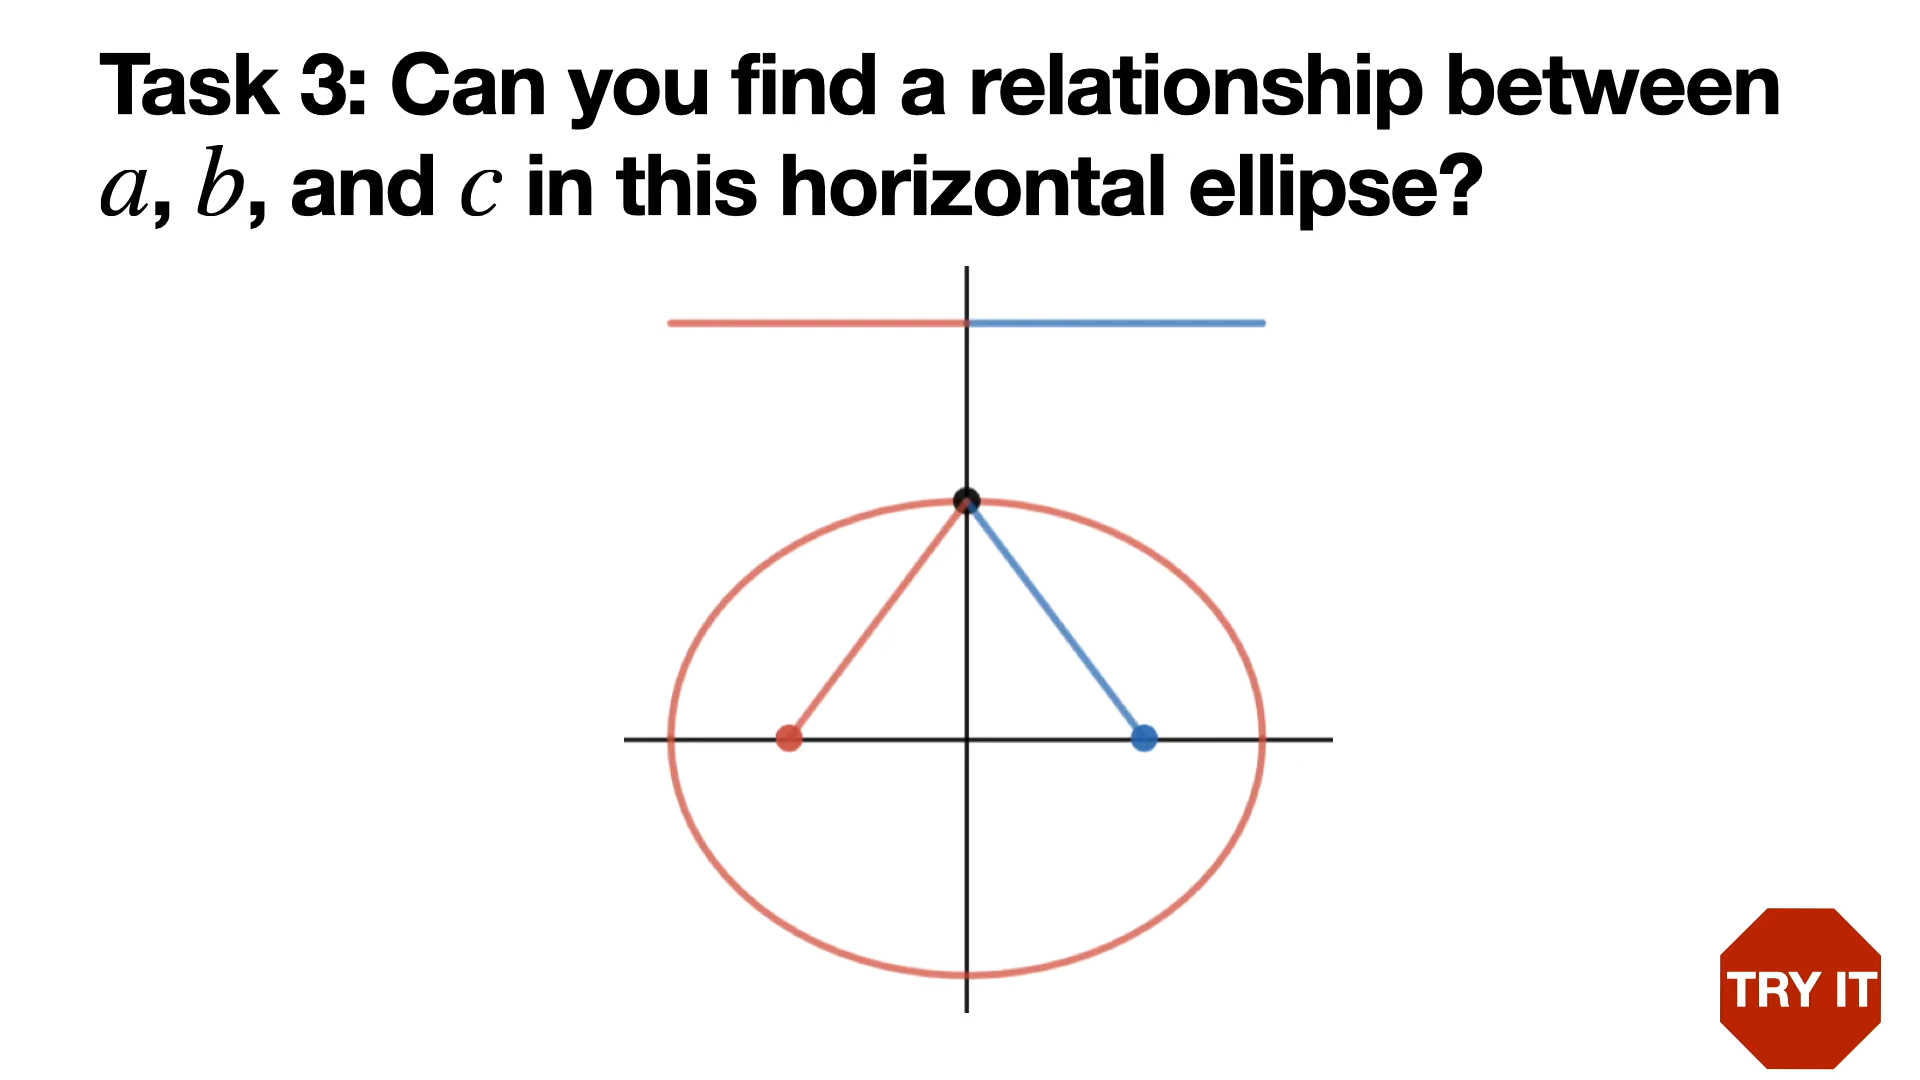 Task 3: Can you find a relationship between
a, b, and c in this horizontal ellipse?
TRY IT